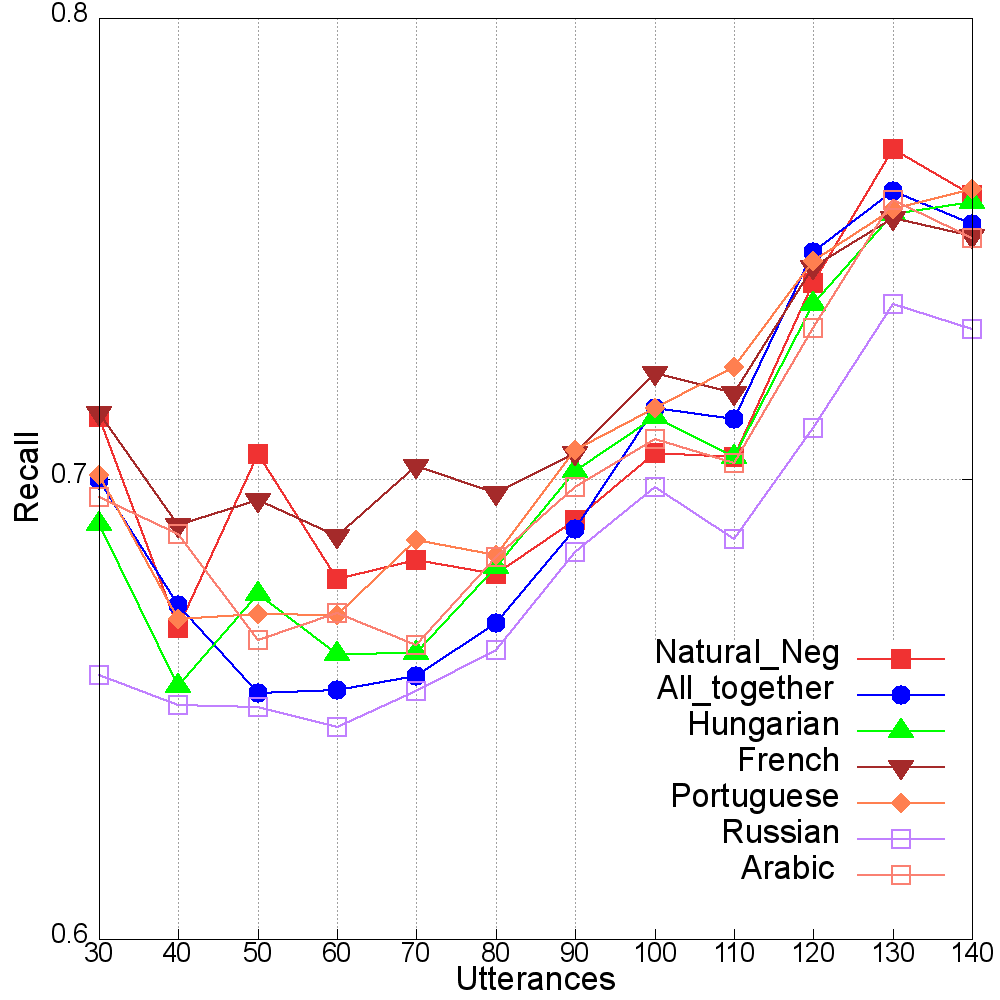 0.8
Recall
0.7
Natural_Neg
All_together
Hungarian
French
Portuguese
Russian
Arabic
0.6
30 40 50 60 70 80 90 100 110 120 130 140
Utterances